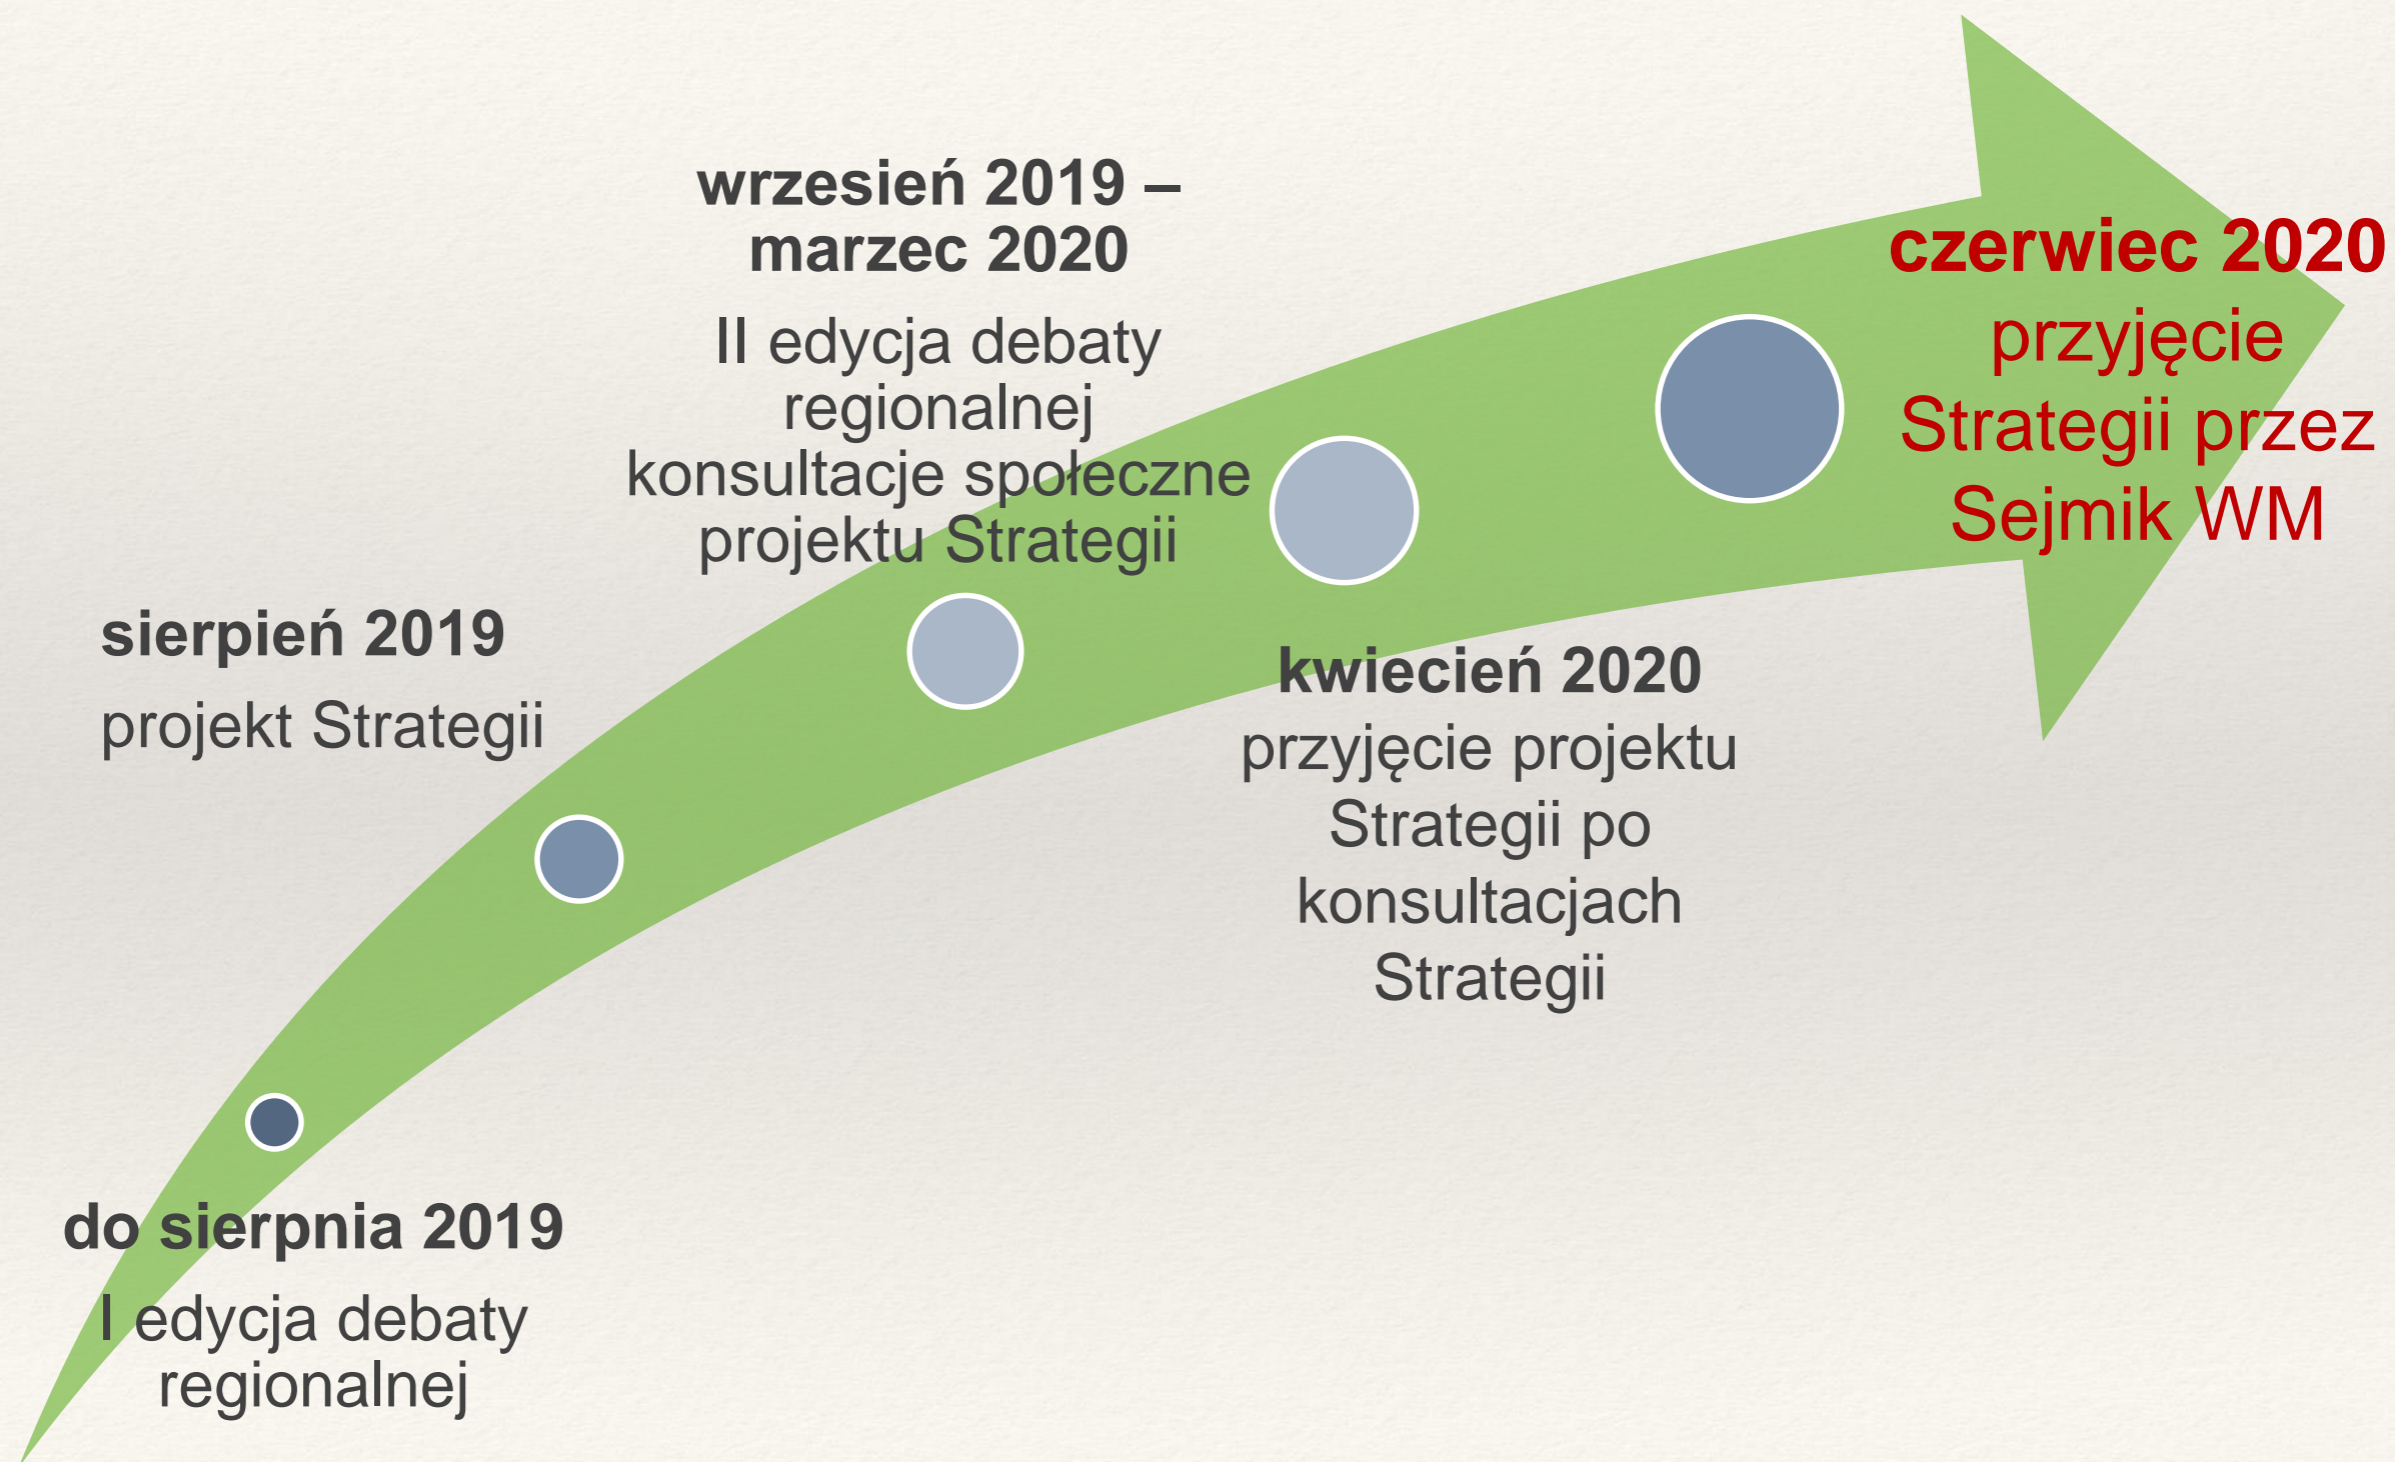 do sierpnia 2019
I edycja debaty
regionalnej
sierpień 2019
projekt Strategii
wrzesień 2019 –
marzec 2020
II edycja debaty
regionalnej
konsultacje społeczne
projektu Strategii
kwiecień 2020
przyjęcie projektu
Strategii po
konsultacjach
Strategii
czerwiec 2020
przyjęcie
Strategii przez
Sejmik WM